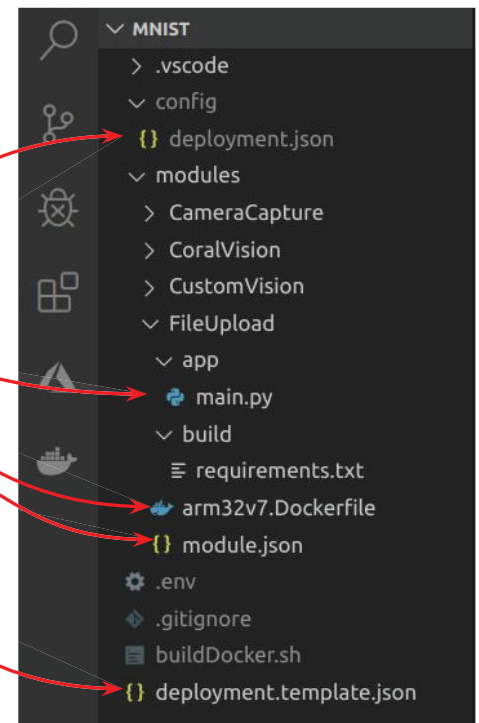 MNIST
.vscode
config
deployment.json
modules
CameraCapture
CoralVision
CustomVision
FileUpload
app
main.py
build
requirements.txt
arm32v7.Dockerfile
module.json
.env
.gitignore
buildDocker.sh
deployment.template.json